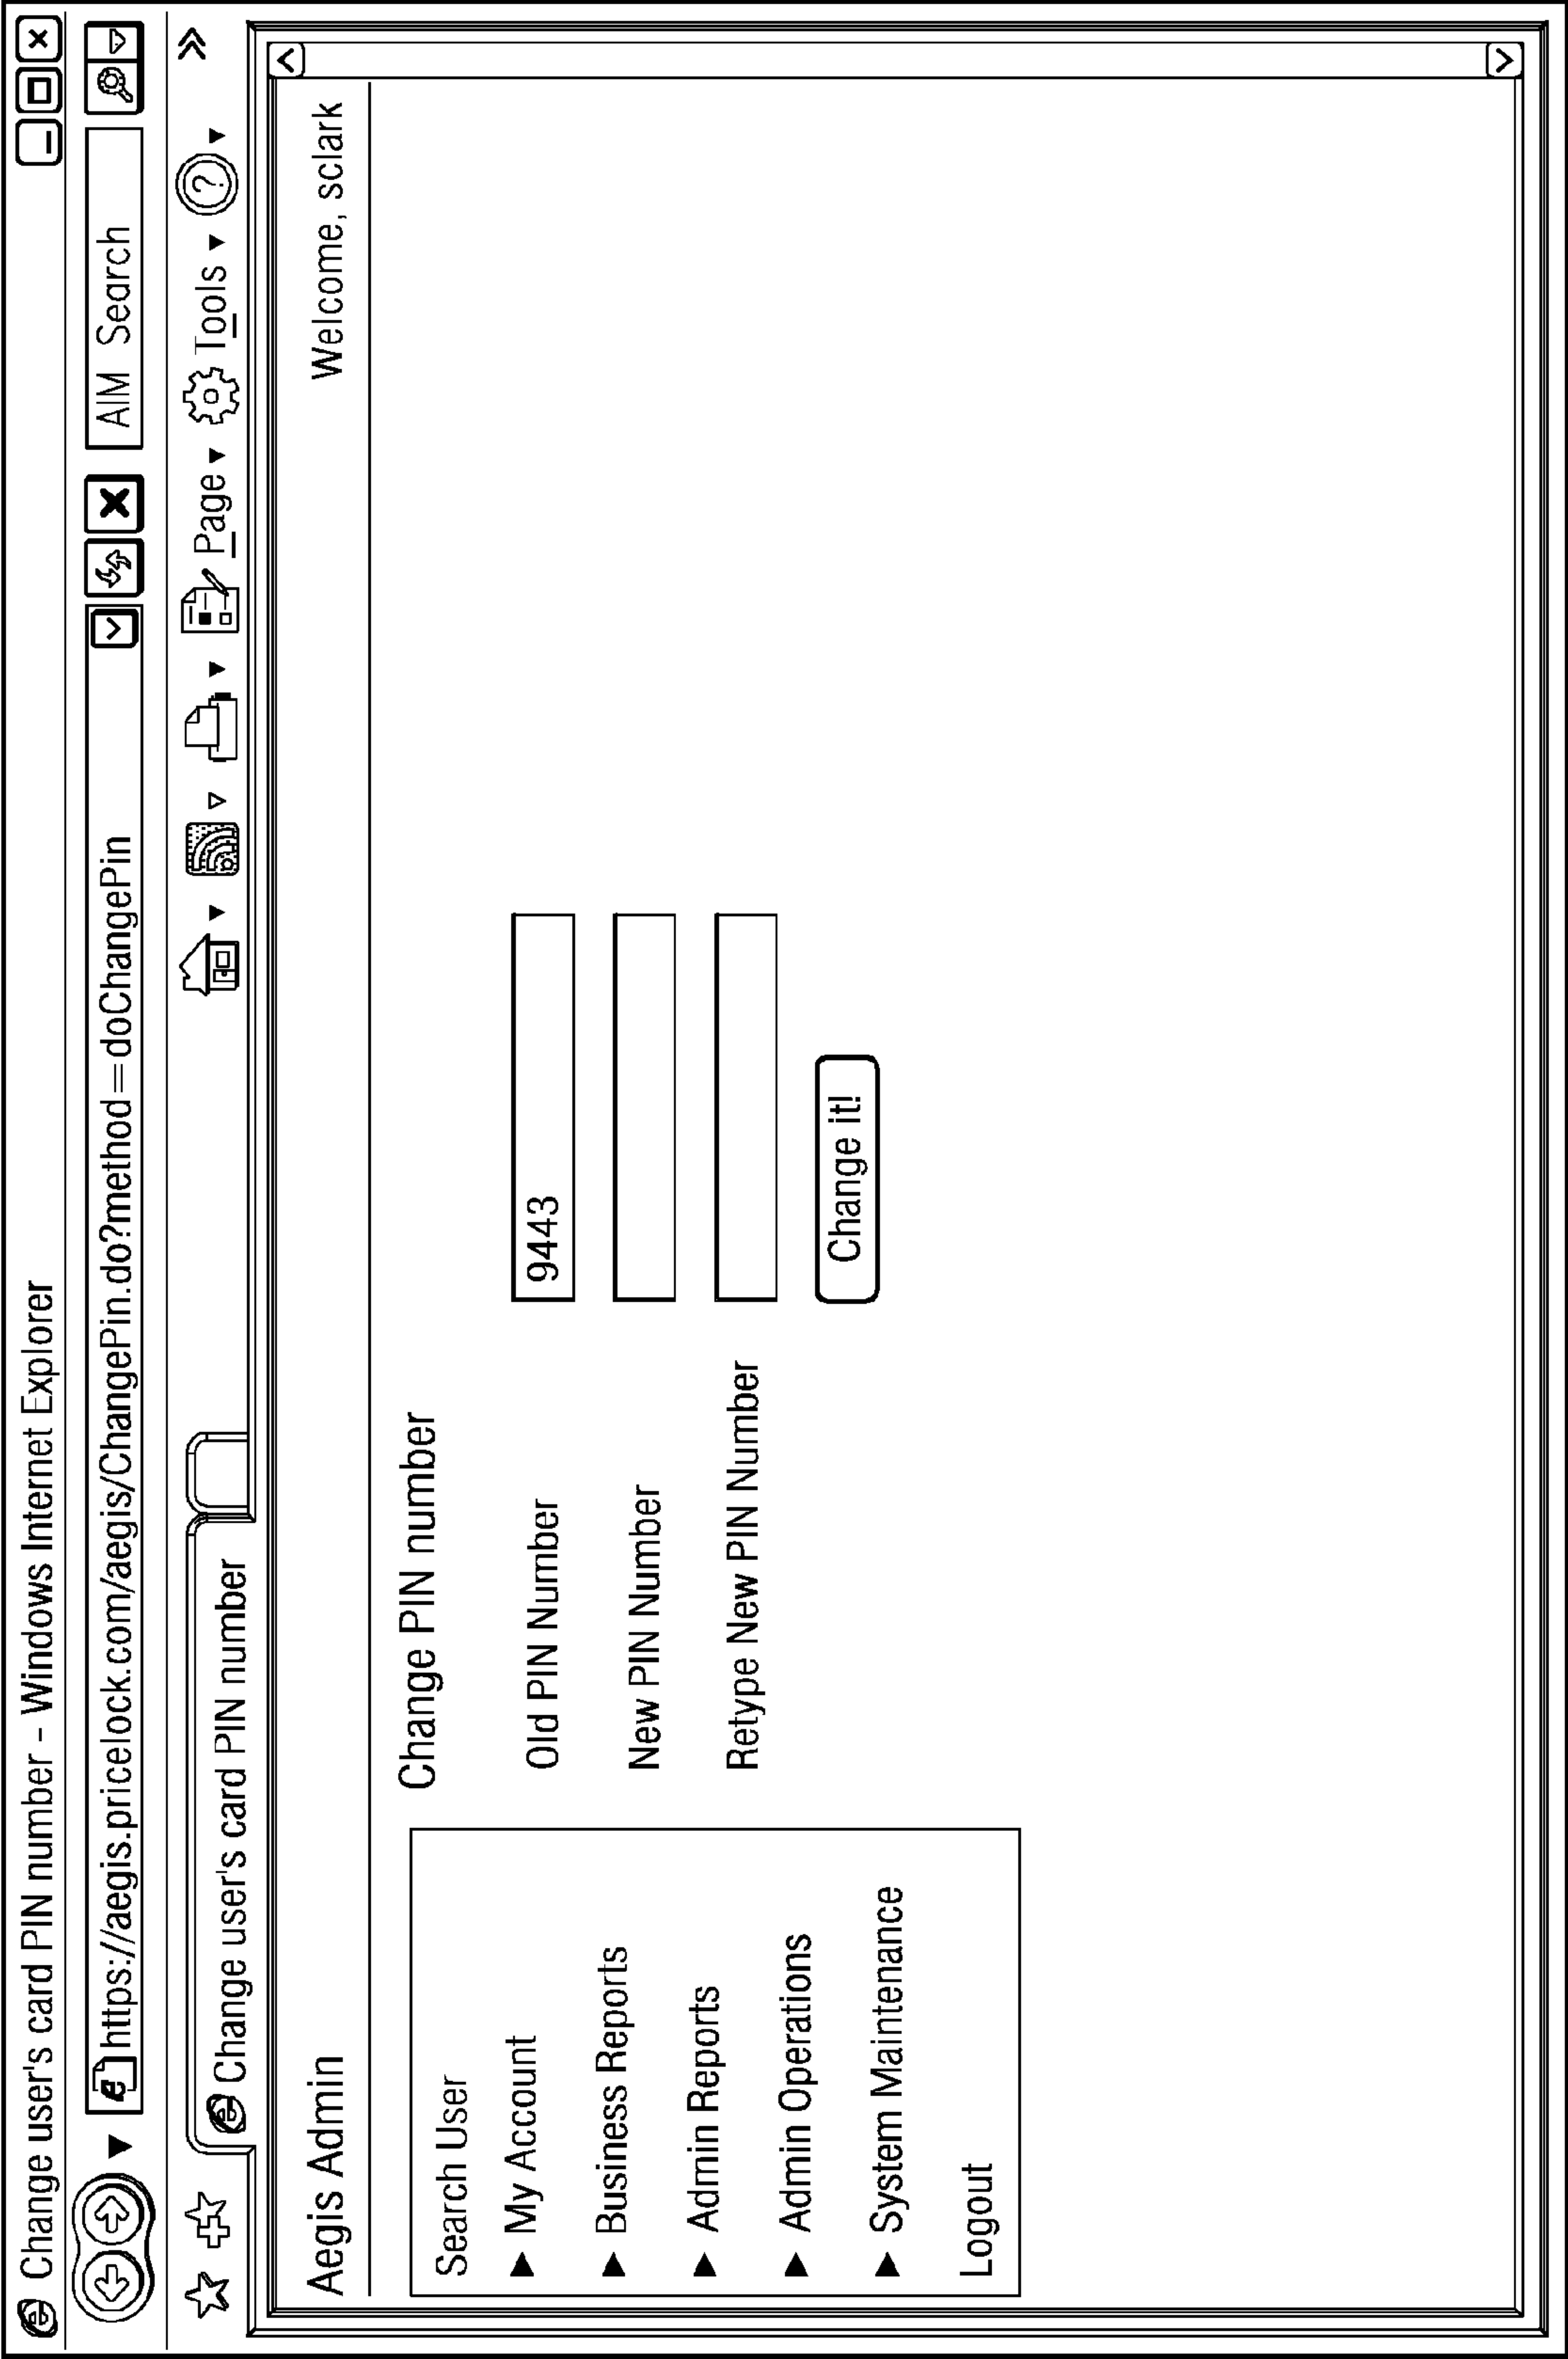 Change user's card PIN number - Windows Internet Explorer
https://aegis.pricelock.com/aegis/ChangePin.do?method=doChangePin
AIM Search
Change user's card PIN number
Page
Tools
Aegis Admin
Welcome, sclark
Search User
My Account
Business Reports
Admin Reports
Admin Operations
System Maintenance
Logout
Change PIN number
Old PIN Number 9443
New PIN Number
Retype New PIN Number
Change it!